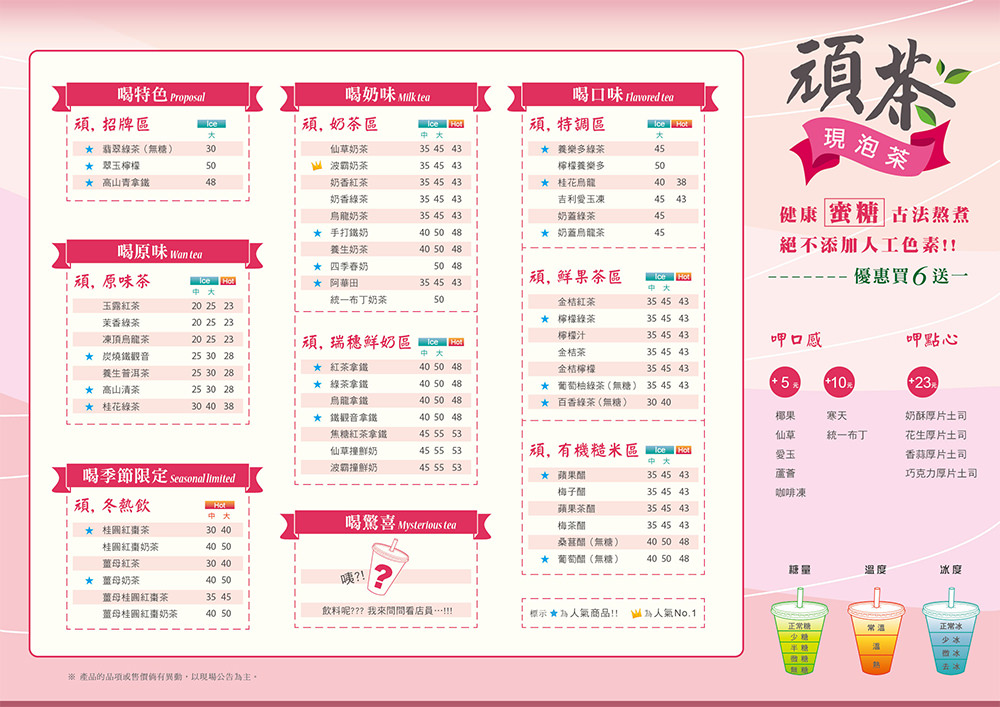 喝特色 Proposal
頑, 招牌區 Ice
大
★ 翡翠綠茶（無糖） 30
★ 翠玉檸檬 50
★ 高山青拿鐵 48
喝原味 Wan tea
頑, 原味茶 Ice Hot
中 大
玉露紅茶 20 25 23
茉香綠茶 20 25 23
凍頂烏龍茶 20 25 23
★ 炭燒鐵觀音 25 30 28
養生普洱茶 25 30 28
★ 高山清茶 25 30 28
★ 桂花綠茶 30 40 38
喝季節限定 Seasonal limited
頑, 冬熱飲 Hot
中 大
★ 桂圓紅棗茶 30 40
桂圓紅棗奶茶 40 50
薑母紅茶 30 40
★ 薑母奶茶 40 50
薑母桂圓紅棗茶 35 45
薑母桂圓紅棗奶茶 40 50
喝奶味 Milk tea
頑, 奶茶區 Ice Hot
中 大
仙草奶茶 35 45 43
波霸奶茶 35 45 43
奶香紅茶 35 45 43
奶香綠茶 35 45 43
烏龍奶茶 35 45 43
★ 手打鐵奶 40 50 48
養生奶茶 40 50 48
★ 四季春奶 50 48
★ 阿華田 35 45 43
統一布丁奶茶 50
頑, 瑞穗鮮奶區 Ice Hot
中 大
★ 紅茶拿鐵 40 50 48
★ 綠茶拿鐵 40 50 48
烏龍拿鐵 40 50 48
★ 鐵觀音拿鐵 40 50 48
焦糖紅茶拿鐵 45 55 53
仙草撞鮮奶 45 55 53
波霸撞鮮奶 45 55 53
喝驚喜 Mysterious tea
咦?!
?
飲料呢??? 我來問問看店員…!!!
喝口味 Flavored tea
頑, 特調區 Ice Hot
大 大
★ 養樂多綠茶 45
檸檬養樂多 50
★ 桂花烏龍 40 38
吉利愛玉凍 45 43
奶蓋綠茶 45
★ 奶蓋烏龍茶 45
頑, 鮮果茶區 Ice Hot
中 大
金桔紅茶 35 45 43
★ 檸檬綠茶 35 45 43
檸檬汁 35 45 43
金桔茶 35 45 43
金桔檸檬 35 45 43
★ 葡萄柚綠茶（無糖） 35 45 43
★ 百香綠茶（無糖） 30 40
頑, 有機糙米區 Ice Hot
中 大
★ 蘋果醋 35 45 43
梅子醋 35 45 43
蘋果茶醋 35 45 43
梅茶醋 35 45 43
桑葚醋（無糖） 40 50 48
★ 葡萄醋（無糖） 40 50 48
標示 ★ 為人氣商品!! 為人氣No.1
※ 產品的品項或售價倘有異動，以現場公告為主。
頑茶
現泡茶
健康 蜜糖 古法熬煮
絕不添加人工色素!!
優惠買6送一
呷口感 呷點心
+5元 +10元 +23元
椰果 寒天 奶酥厚片土司
仙草 統一布丁 花生厚片土司
愛玉 香蒜厚片土司
蘆薈 巧克力厚片土司
咖啡凍
糖量 溫度 冰度
正常糖 常溫 正常冰
少糖 溫 少冰
半糖 熱 微冰
微糖 去冰
無糖